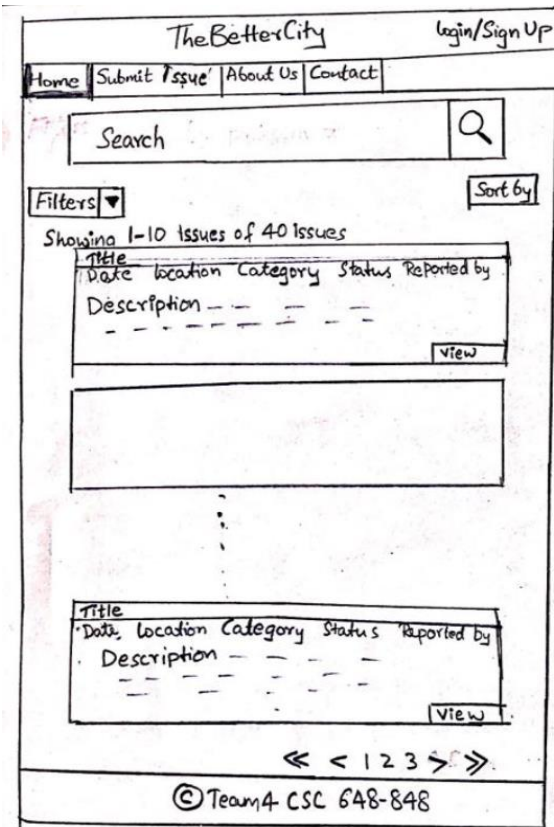 TheBetterCity Login/Sign Up
Home Submit Issue About Us Contact
Search
Filters ▼ Sort by
Showing 1-10 issues of 40 issues
Title
Date Location Category Status Reported by
Description
View
Title
Date, Location Category Status Reported by
Description
View
« < 1 2 3 > »
© Team4 CSC 648-848